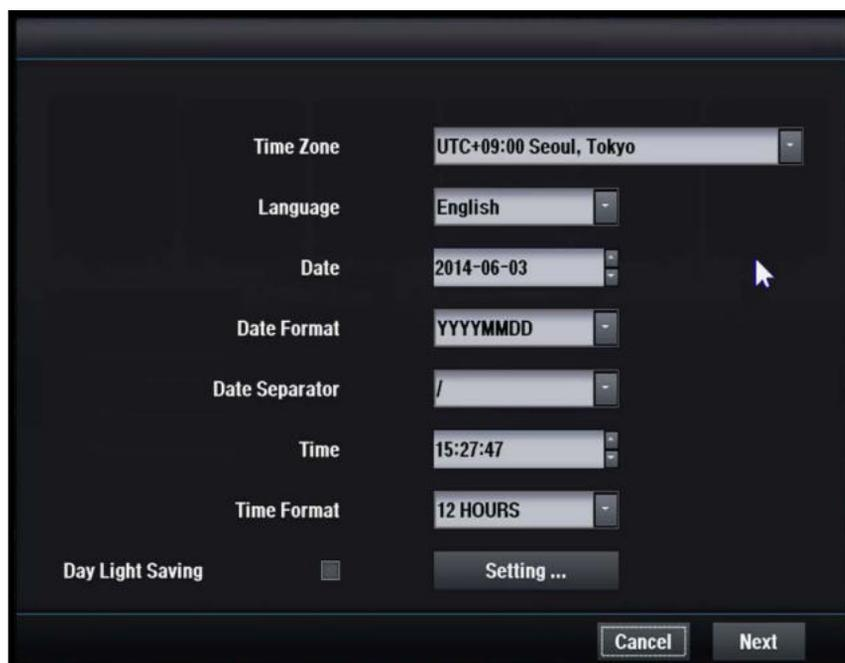 Time Zone UTC+09:00 Seoul, Tokyo
Language English
Date 2014-06-03
Date Format YYYYMMDD
Date Separator /
Time 15:27:47
Time Format 12 HOURS
Day Light Saving Setting ...
Cancel Next